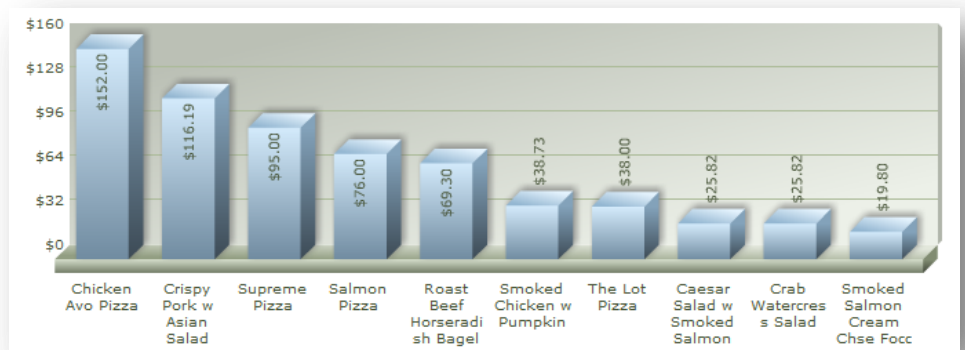 $160
$128
$96
$64
$32
$0
$152.00
$116.19
$95.00
$76.00
$69.30
$38.73
$38.00
$25.82
$25.82
$19.80
Chicken
Avo Pizza
Crispy
Pork w
Asian
Salad
Supreme
Pizza
Salmon
Pizza
Roast
Beef
Horseradi
sh Bagel
Smoked
Chicken w
Pumpkin
The Lot
Pizza
Caesar
Salad w
Smoked
Salmon
Crab
Watercres
s Salad
Smoked
Salmon
Cream
Chse Focc